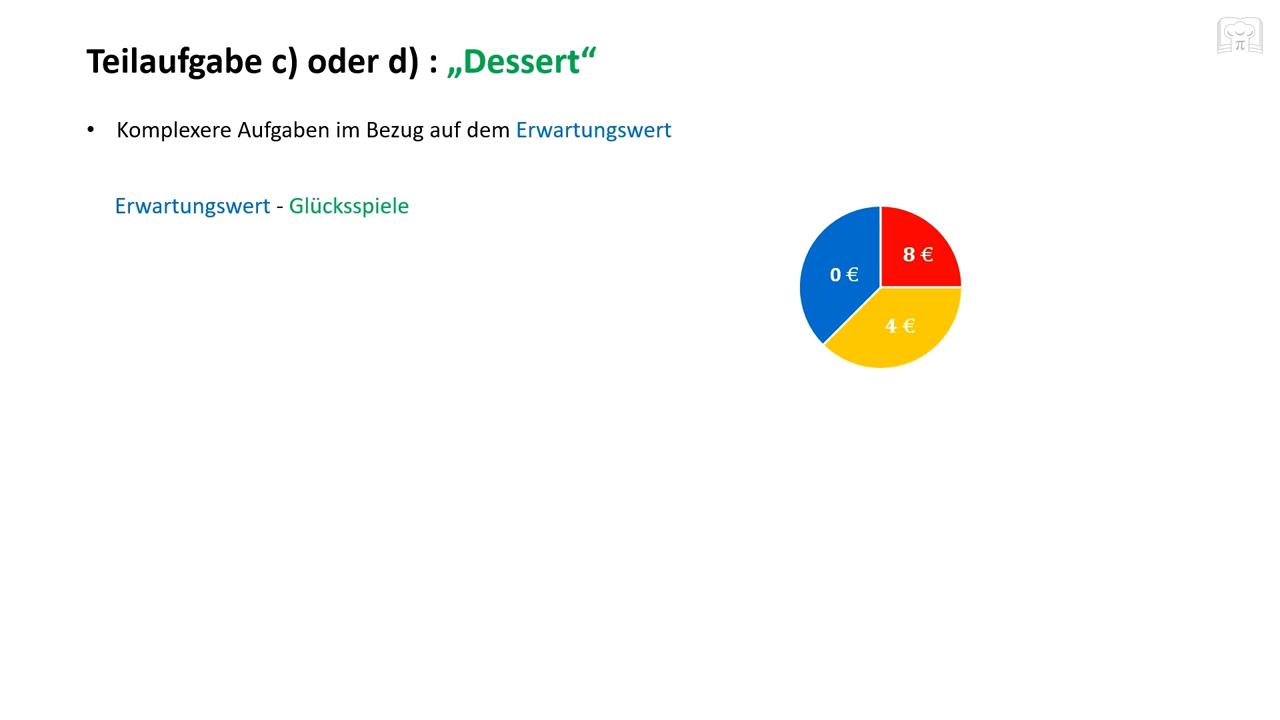 Teilaufgabe c) oder d) : „Dessert“
• Komplexere Aufgaben im Bezug auf dem Erwartungswert
Erwartungswert - Glücksspiele
8 €
0 €
4 €
π